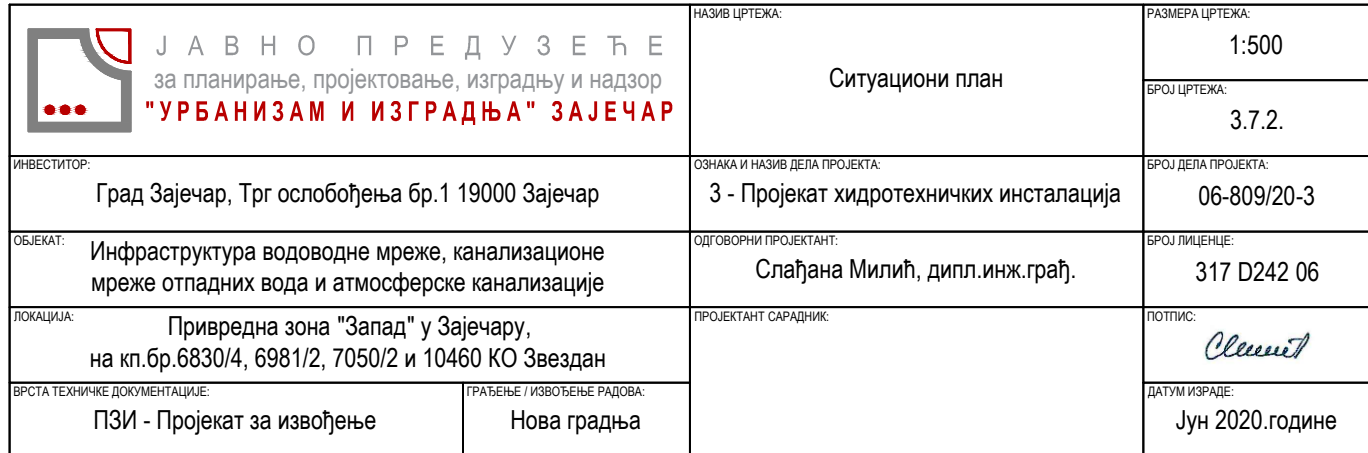 ЈАВНО ПРЕДУЗЕЋЕ
за планирање, пројектовање, изградњу и надзор
"УРБАНИЗАМ И ИЗГРАДЊА" ЗАЈЕЧАР
НАЗИВ ЦРТЕЖА:
Ситуациони план
РАЗМЕРА ЦРТЕЖА:
1:500
БРОЈ ЦРТЕЖА:
3.7.2.
ИНВЕСТИТОР:
Град Зајечар, Трг ослобођења бр.1 19000 Зајечар
ОЗНАКА И НАЗИВ ДЕЛА ПРОЈЕКТА:
3 - Пројекат хидротехничких инсталација
БРОЈ ДЕЛА ПРОЈЕКТА:
06-809/20-3
ОБЈЕКАТ:
Инфраструктура водоводне мреже, канализационе
мреже отпадних вода и атмосферске канализације
ОДГОВОРНИ ПРОЈЕКТАНТ:
Слађана Милић, дипл.инж.грађ.
БРОЈ ЛИЦЕНЦЕ:
317 D242 06
ЛОКАЦИЈА:
Привредна зона "Запад" у Зајечару,
на кп.бр.6830/4, 6981/2, 7050/2 и 10460 КО Звездан
ПРОЈЕКТАНТ САРАДНИК:
ПОТПИС:
ВРСТА ТЕХНИЧКЕ ДОКУМЕНТАЦИЈЕ:
ПЗИ - Пројекат за извођење
ГРАЂЕЊЕ / ИЗВОЂЕЊЕ РАДОВА:
Нова градња
ДАТУМ ИЗРАДЕ:
Јун 2020.године